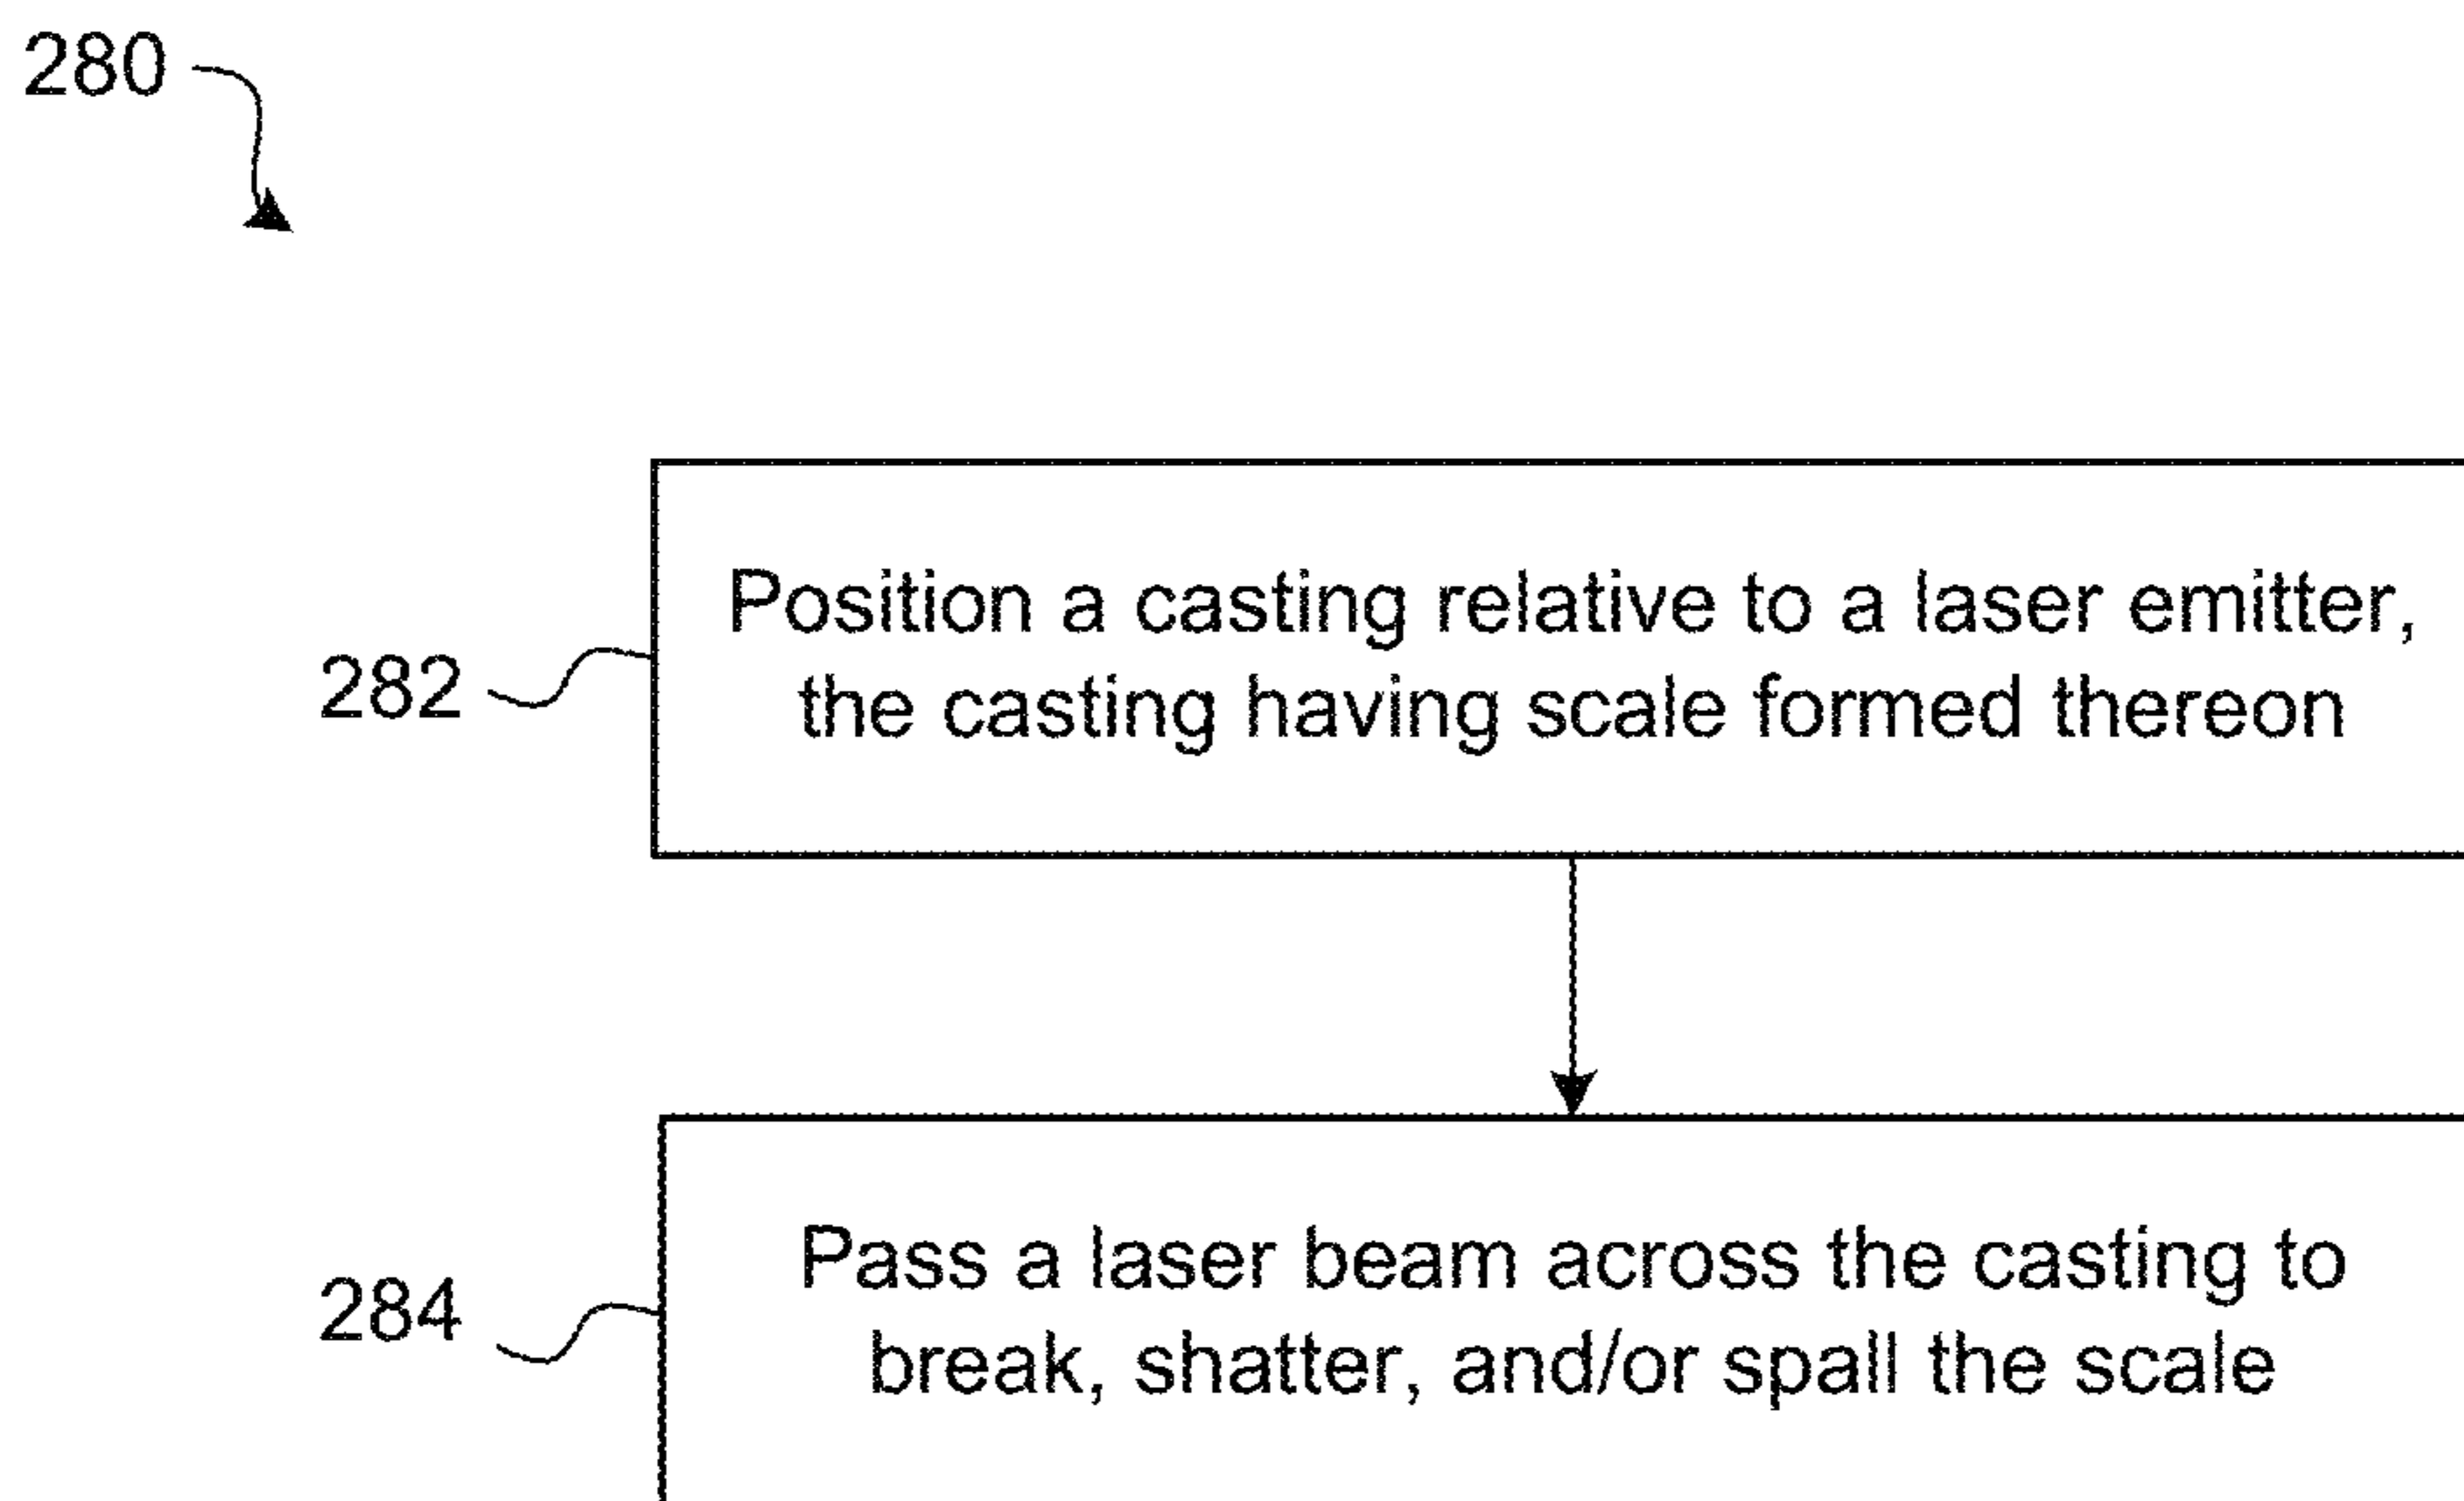 280
Position a casting relative to a laser emitter,
282
the casting having scale formed thereon
Pass a laser beam across the casting to
284
break, shatter, and/or spall the scale